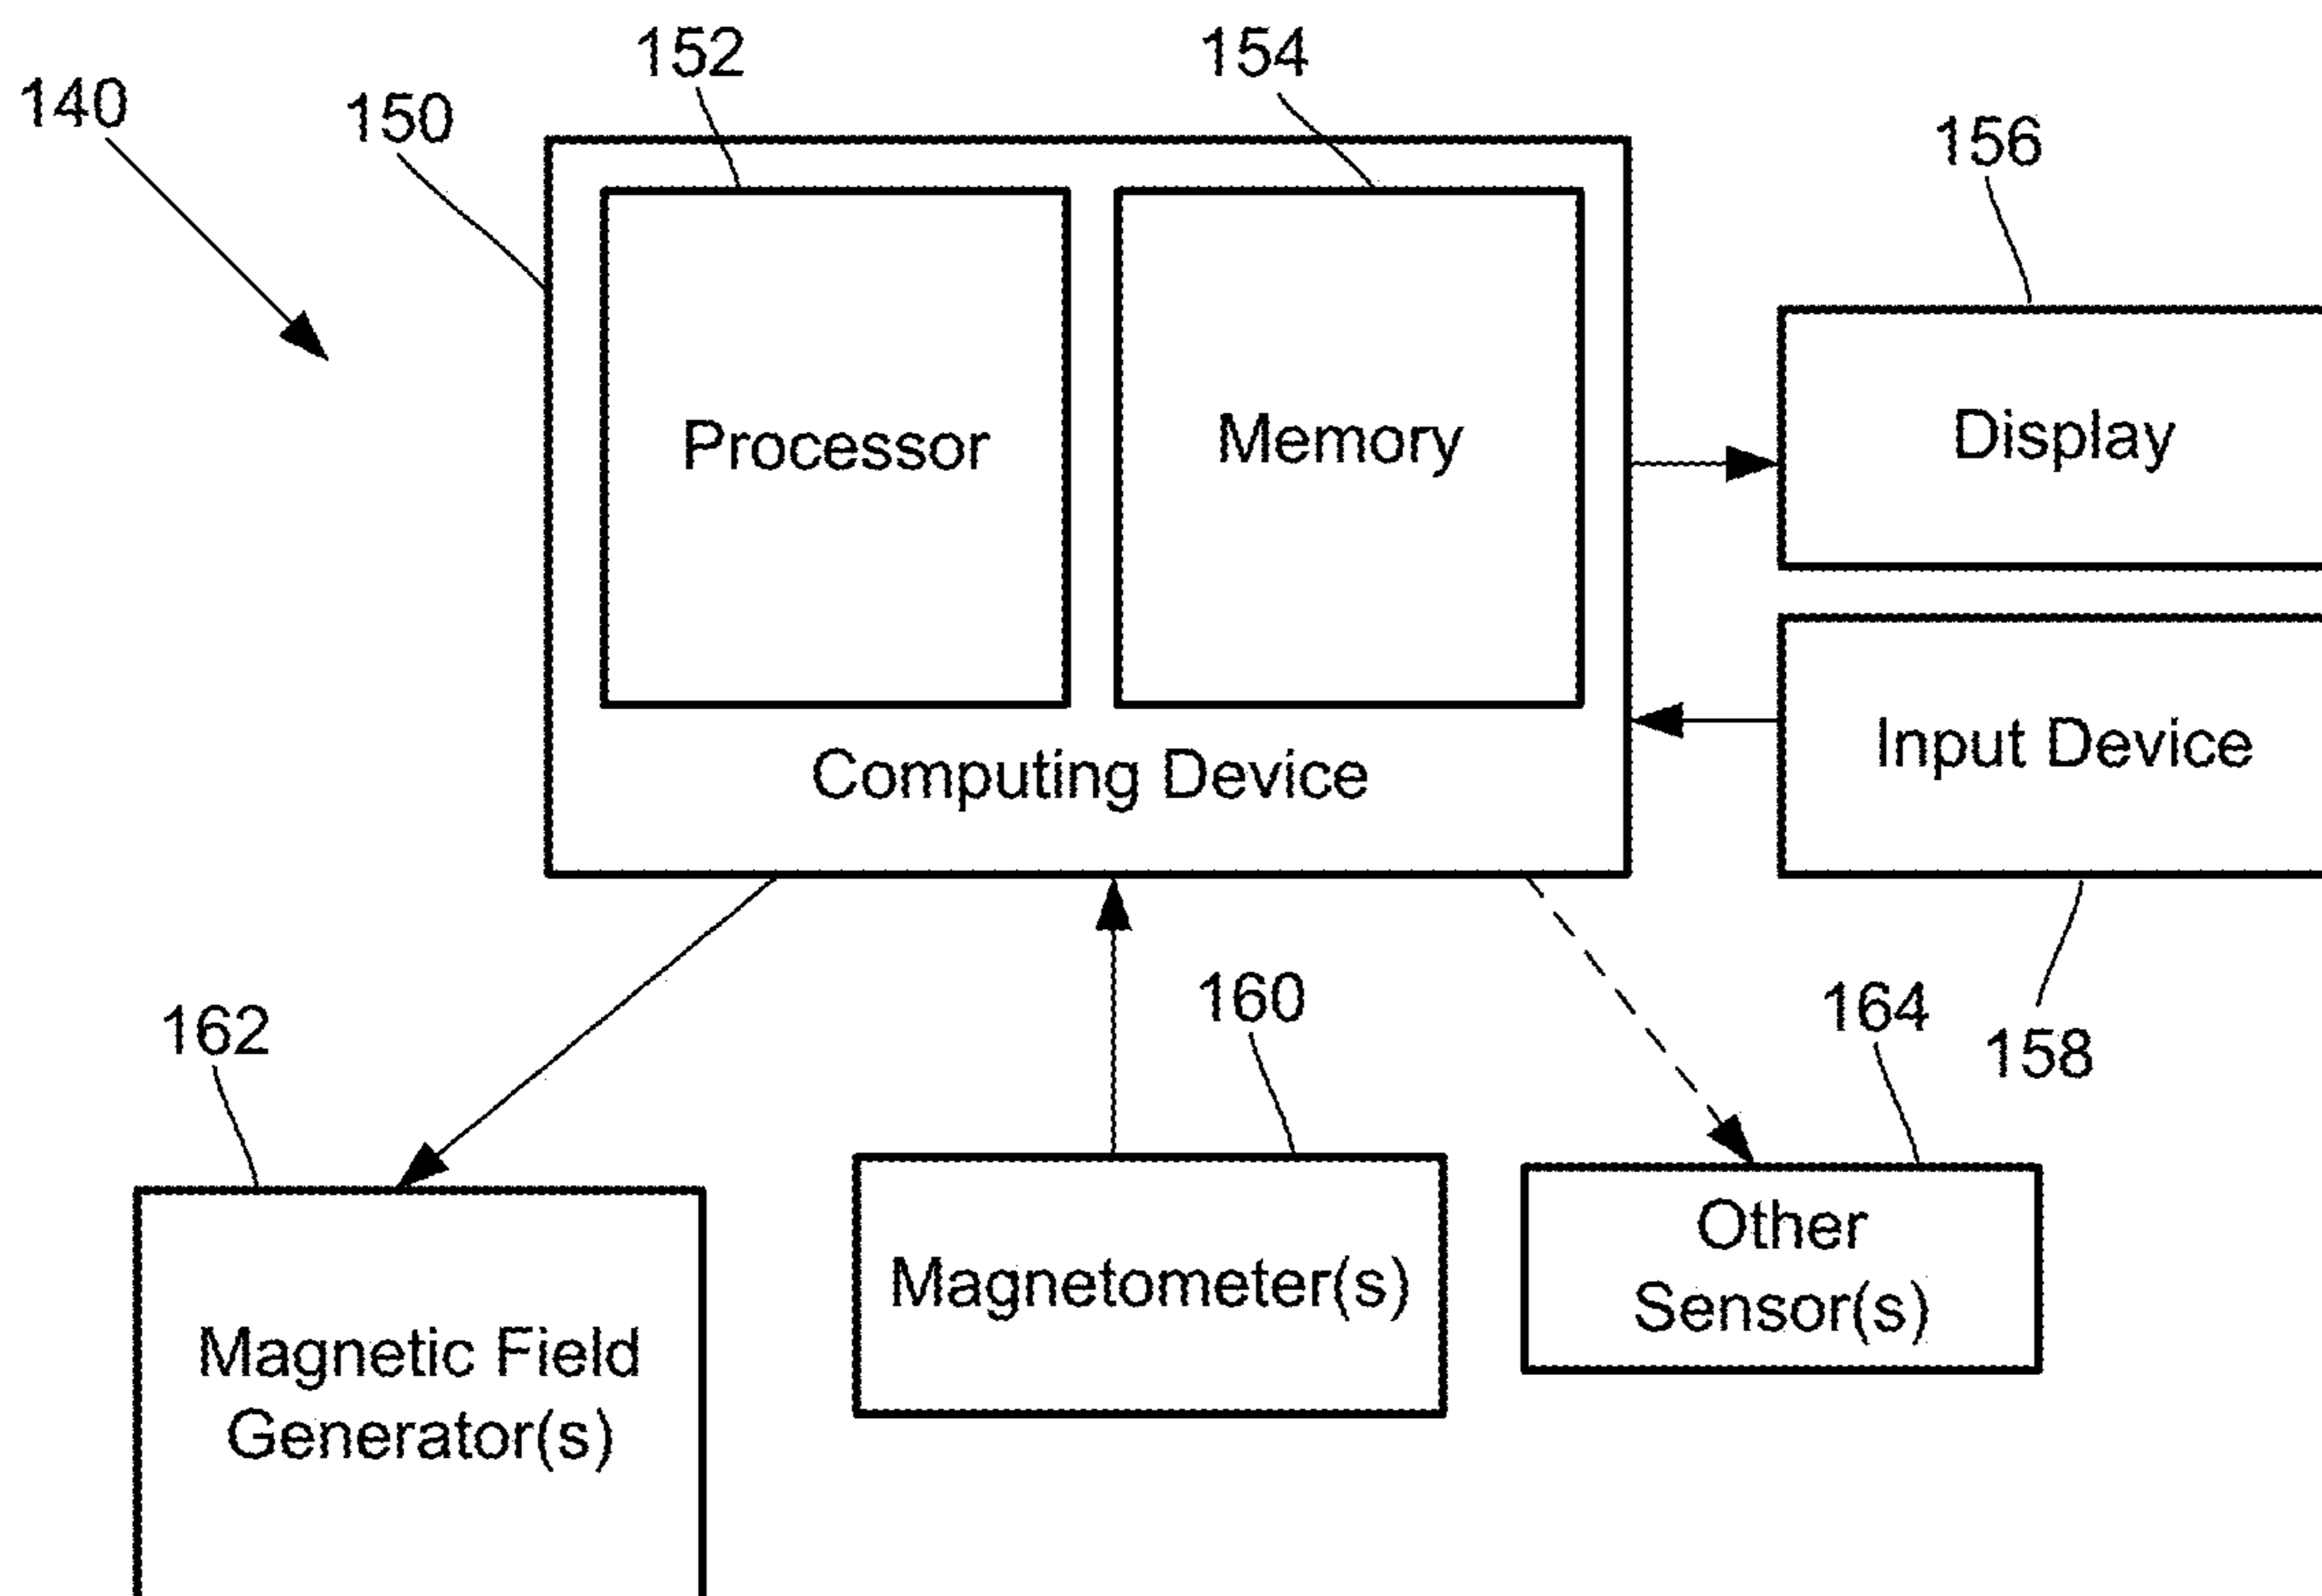 152
154
140
150
156
Processor
Memory
Display
Input Device
Computing Device
160
162
164
158
Other
Sensor(s)
Magnetometer(s)
Magnetic Field
Generator(s)